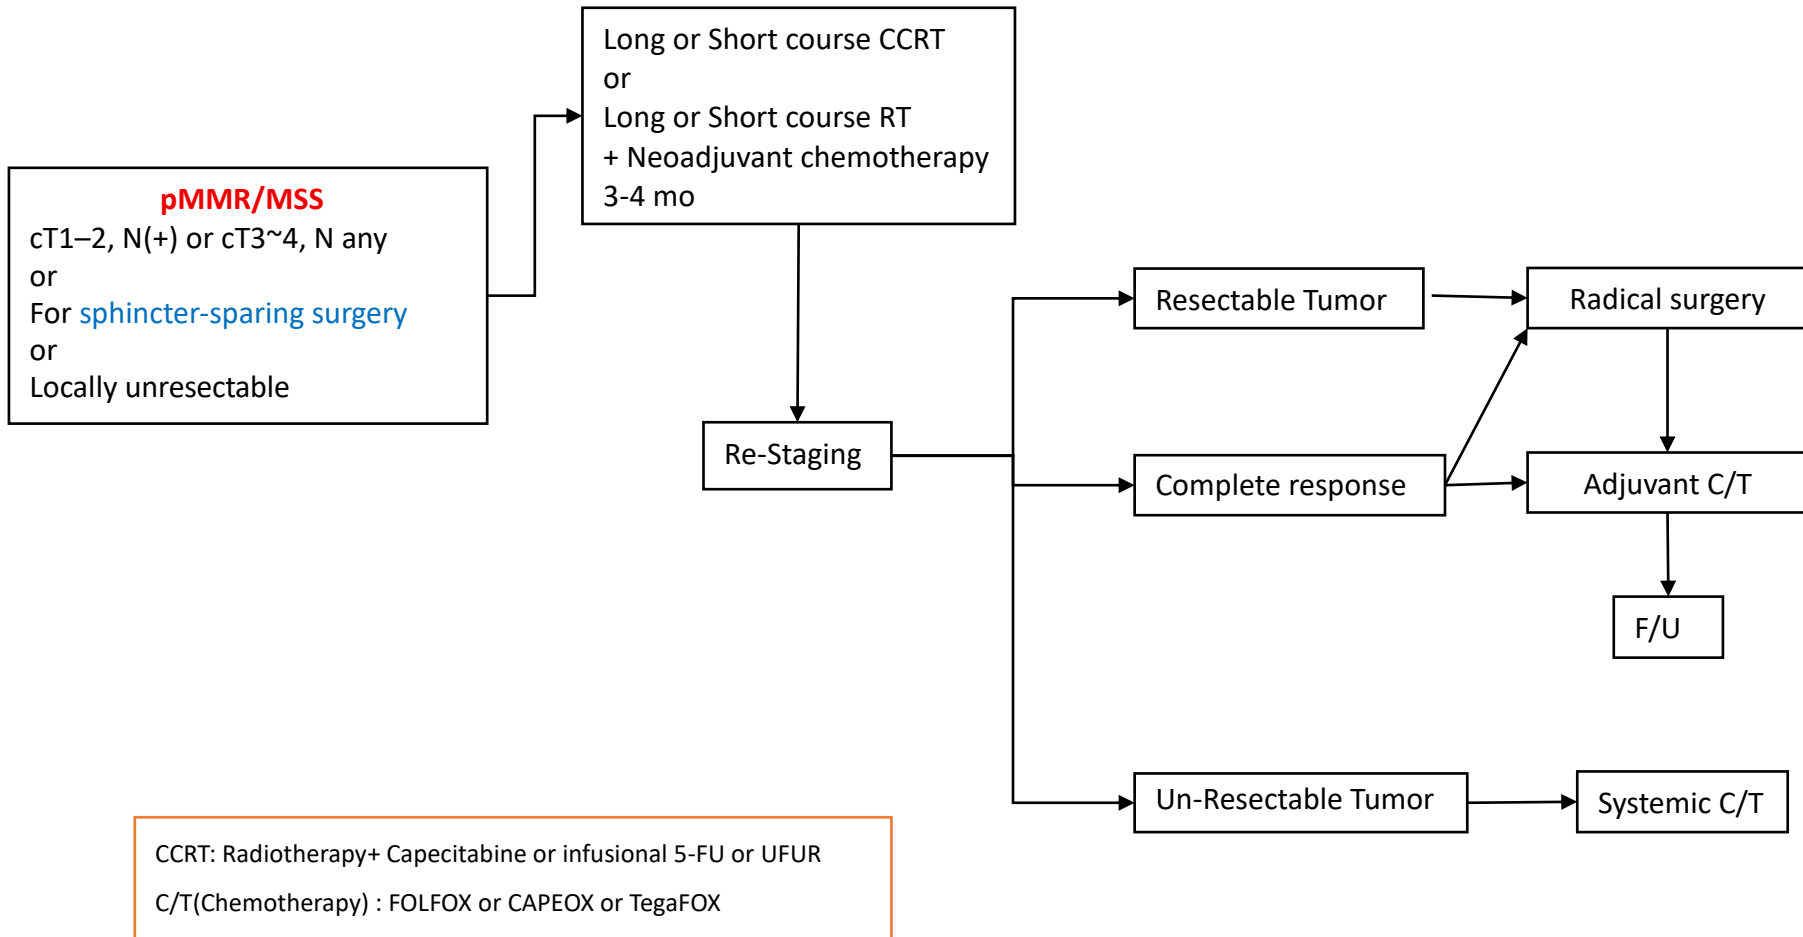 Long or Short course CCRT
or
Long or Short course RT
+ Neoadjuvant chemotherapy
3-4 mo
pMMR/MSS
cT1–2, N(+) or cT3~4, N any
or
For sphincter-sparing surgery
or
Locally unresectable
Resectable Tumor
Radical surgery
Re-Staging
Complete response
Adjuvant C/T
F/U
Un-Resectable Tumor
Systemic C/T
CCRT: Radiotherapy+ Capecitabine or infusional 5-FU or UFUR
C/T(Chemotherapy) : FOLFOX or CAPEOX or TegaFOX